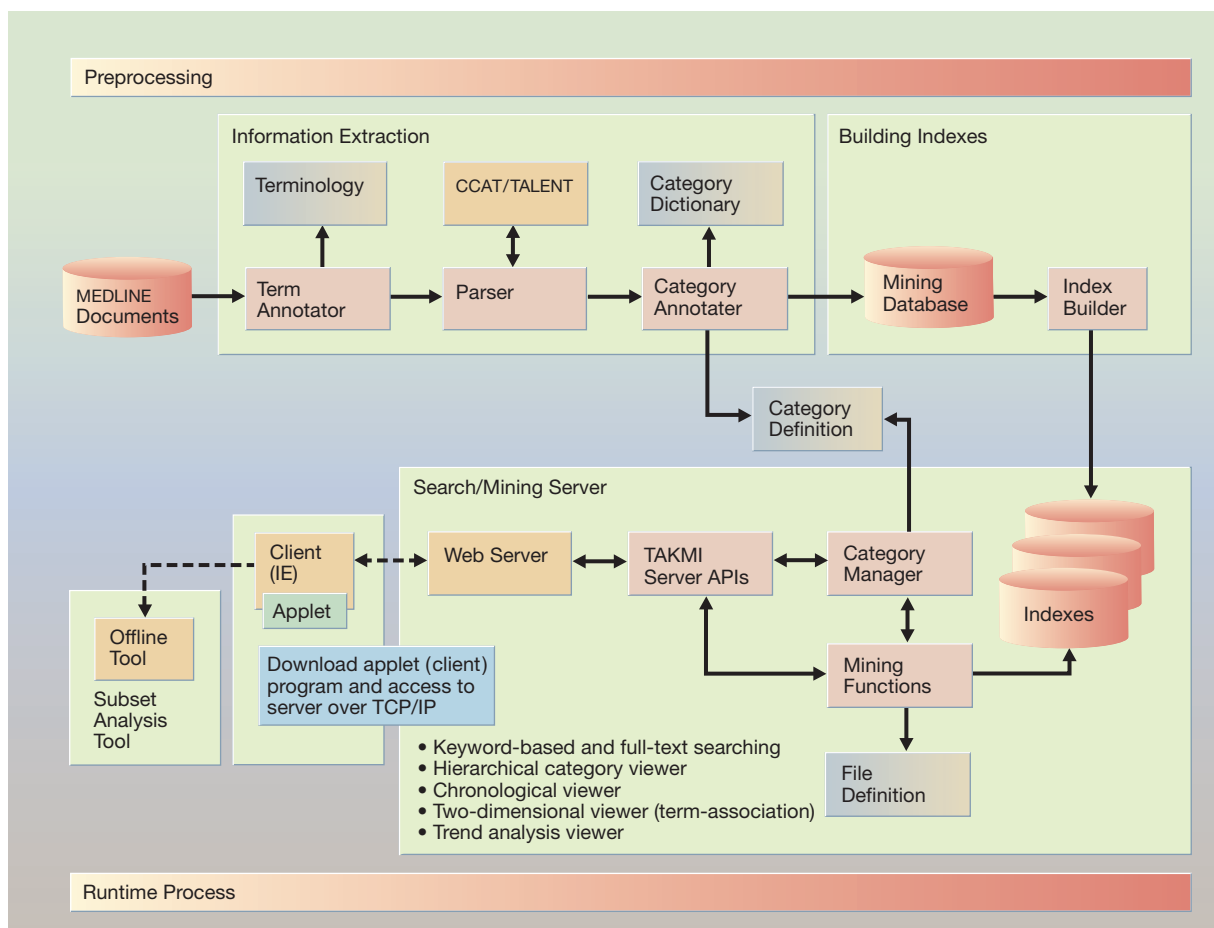 Preprocessing
Information Extraction
Building Indexes
Terminology
CCAT/TALENT
Category
Dictionary
MEDLINE
Documents
Term
Annotator
Parser
Category
Annotater
Mining
Database
Index
Builder
Category
Definition
Search/Mining Server
Client
(IE)
Applet
Web Server
TAKMI
Server APIs
Category
Manager
Indexes
Offline
Tool
Subset
Analysis
Tool
Download applet (client)
program and access to
server over TCP/IP
Mining
Functions
• Keyword-based and full-text searching
• Hierarchical category viewer
• Chronological viewer
• Two-dimensional viewer (term-association)
• Trend analysis viewer
File
Definition
Runtime Process